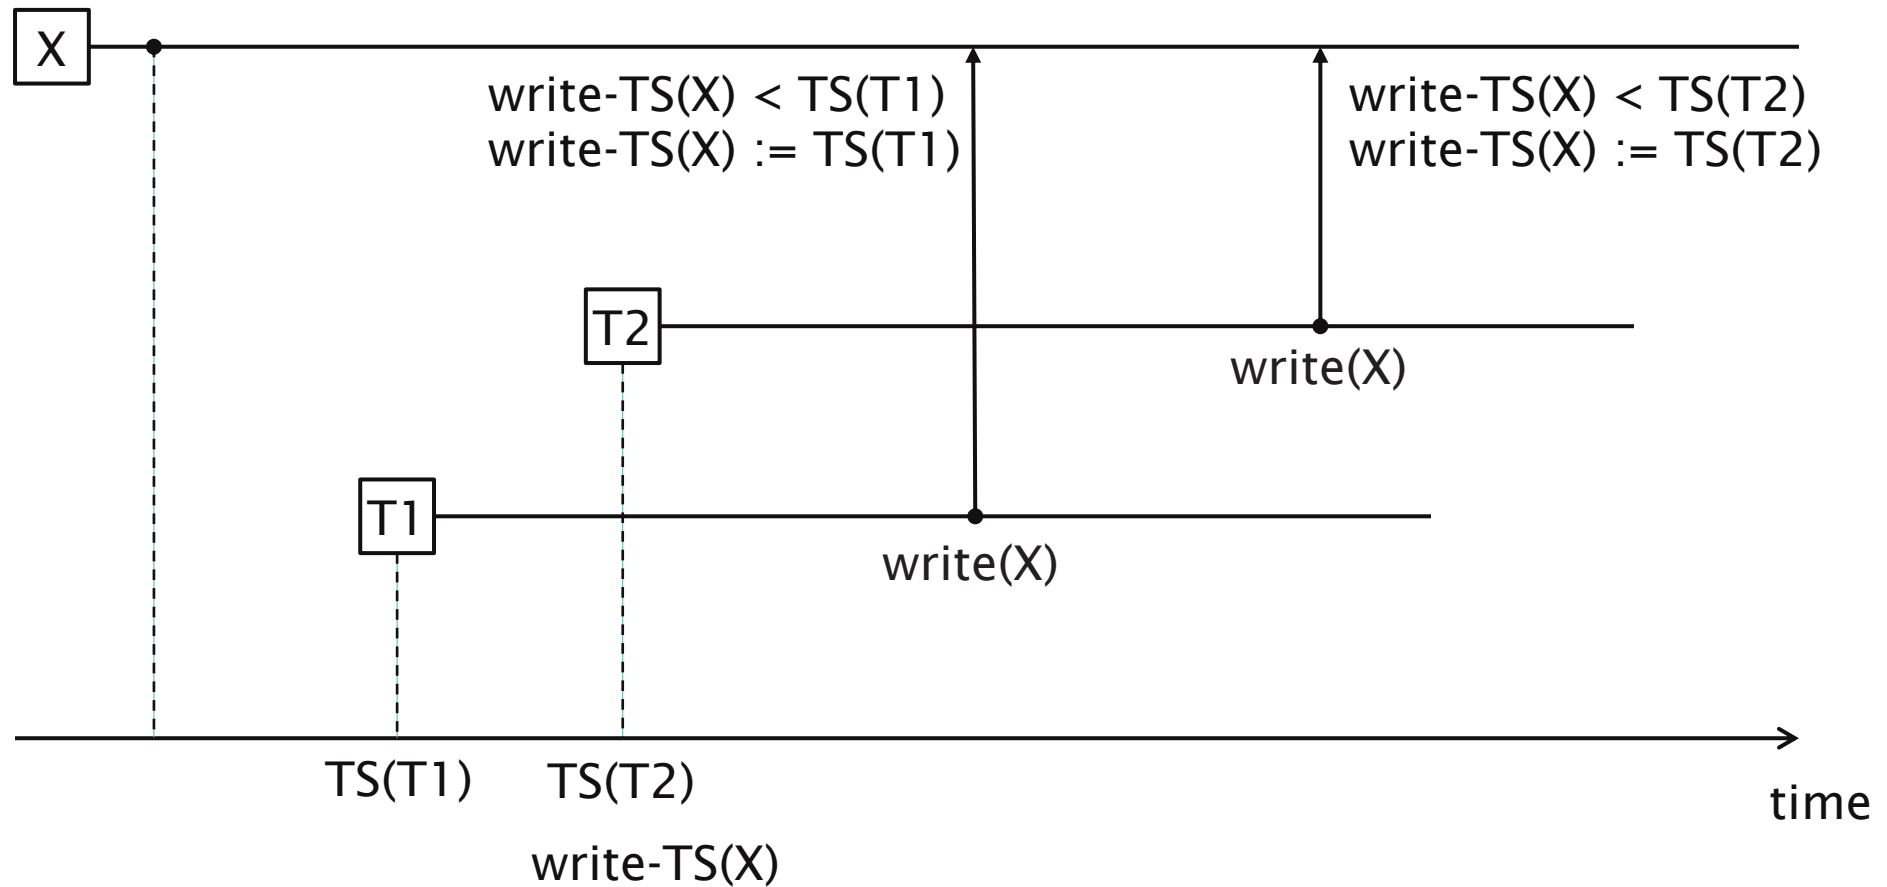 X
write-TS(X) < TS(T1)
write-TS(X) := TS(T1)
write-TS(X) < TS(T2)
write-TS(X) := TS(T2)
T2
write(X)
T1
write(X)
TS(T1)
TS(T2)
time
write-TS(X)